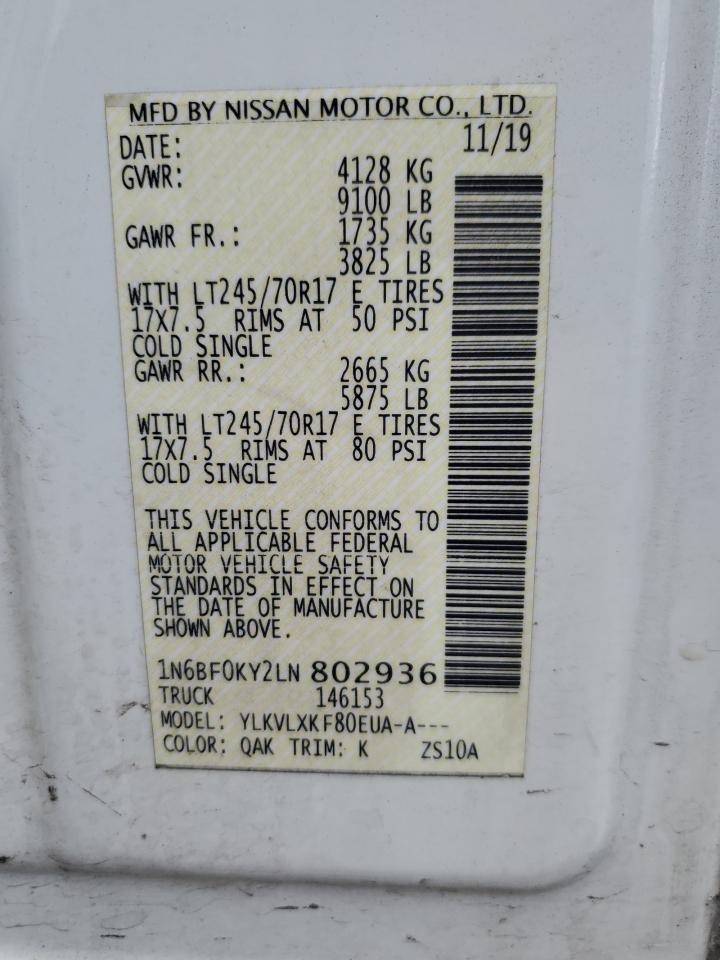 MFD BY NISSAN MOTOR CO., LTD.
DATE: 11/19
GVWR: 4128 KG
9100 LB
GAWR FR.: 1735 KG
3825 LB
WITH LT245/70R17 E TIRES
17X7.5 RIMS AT 50 PSI
COLD SINGLE
GAWR RR.: 2665 KG
5875 LB
WITH LT245/70R17 E TIRES
17X7.5 RIMS AT 80 PSI
COLD SINGLE
THIS VEHICLE CONFORMS TO
ALL APPLICABLE FEDERAL
MOTOR VEHICLE SAFETY
STANDARDS IN EFFECT ON
THE DATE OF MANUFACTURE
SHOWN ABOVE.
1N6BF0KY2LN 802936
TRUCK 146153
MODEL: YLKVLXKF80EUA-A---
COLOR: QAK TRIM: K ZS10A